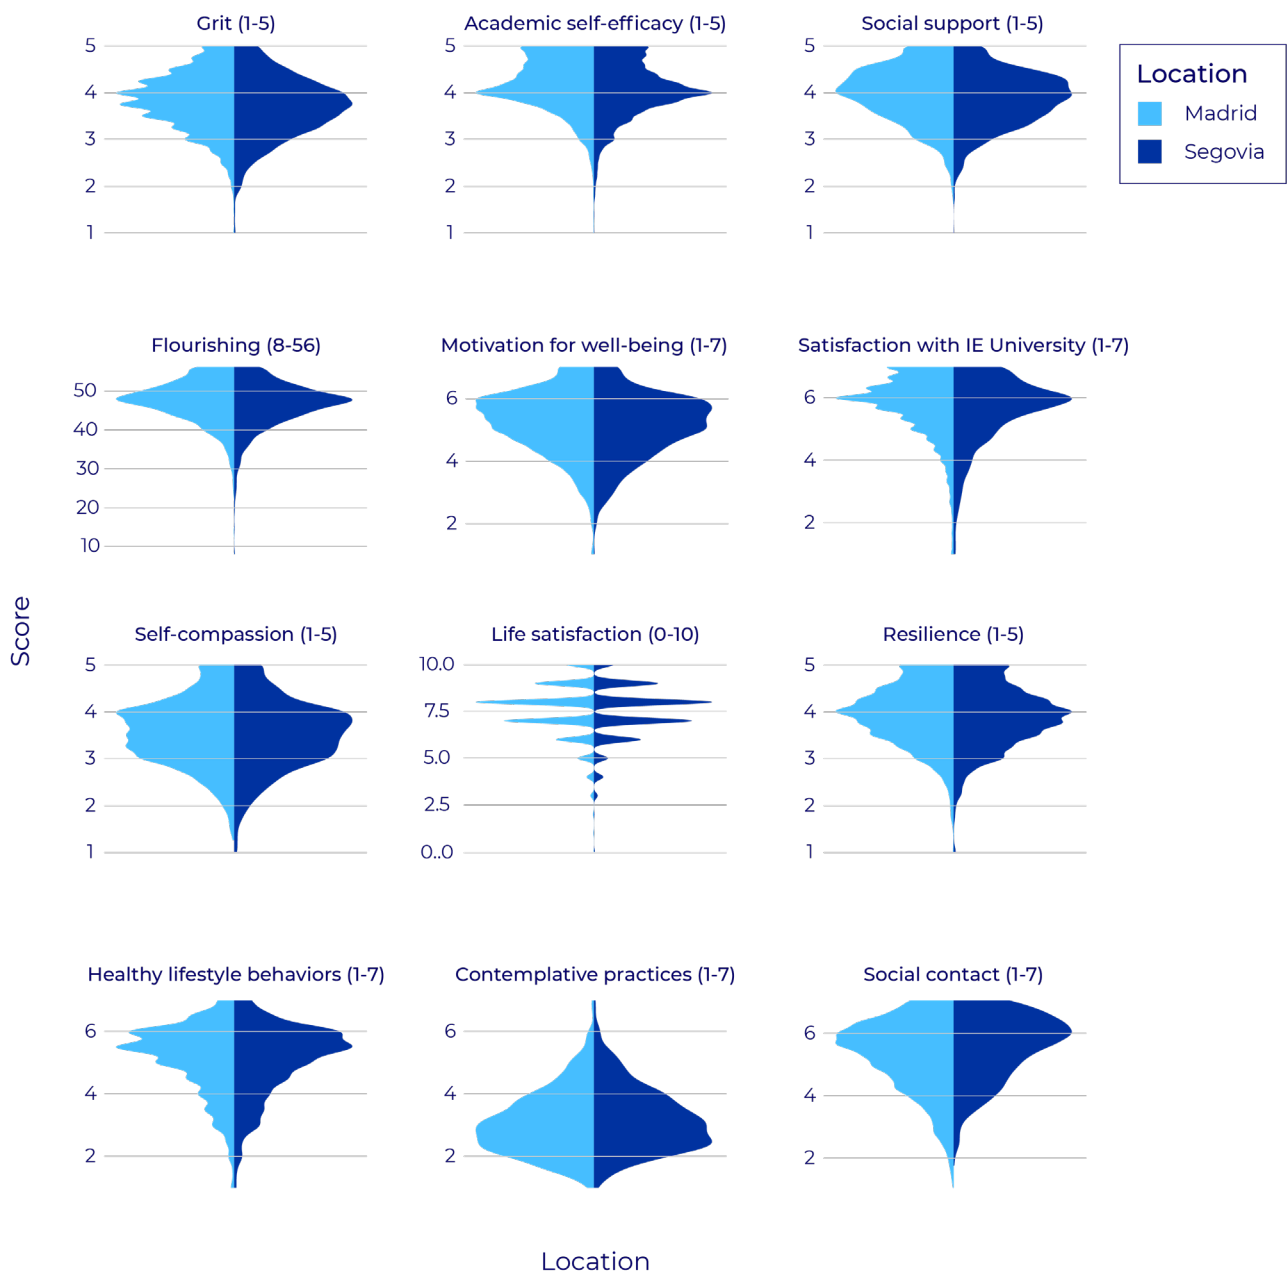 Grit (1-5)
5
4
3
2
1
Academic self-efficacy (1-5)
5
4
3
2
1
Social support (1-5)
5
4
3
2
1
Location
Madrid
Segovia
Flourishing (8-56)
50
40
30
20
10
Motivation for well-being (1-7)
6
4
2
Satisfaction with IE University (1-7)
6
4
2
Score
Self-compassion (1-5)
5
4
3
2
1
Life satisfaction (0-10)
10.0
7.5
5.0
2.5
0..0
Resilience (1-5)
5
4
3
2
1
Healthy lifestyle behaviors (1-7)
6
4
2
Contemplative practices (1-7)
6
4
2
Social contact (1-7)
6
4
2
Location